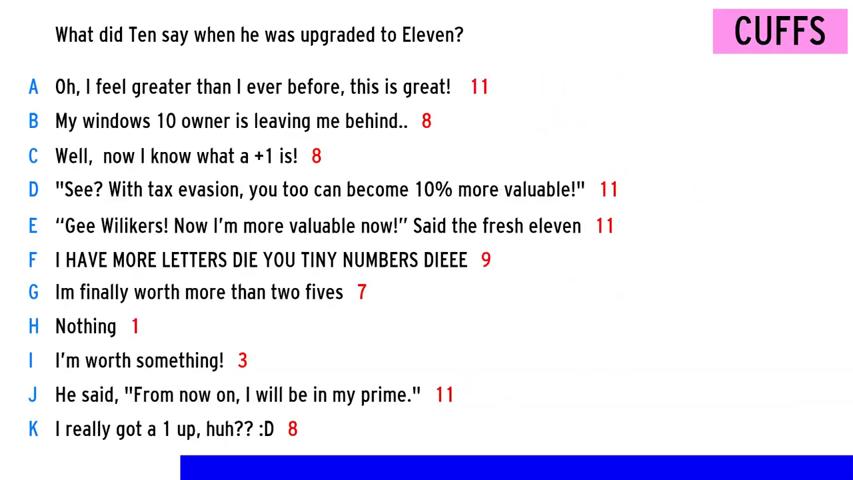 What did Ten say when he was upgraded to Eleven?
CUFFS
A Oh, I feel greater than I ever before, this is great! 11
B My windows 10 owner is leaving me behind.. 8
C Well, now I know what a +1 is! 8
D "See? With tax evasion, you too can become 10% more valuable!" 11
E “Gee Wilikers! Now I’m more valuable now!” Said the fresh eleven 11
F I HAVE MORE LETTERS DIE YOU TINY NUMBERS DIEEE 9
G Im finally worth more than two fives 7
H Nothing 1
I I’m worth something! 3
J He said, "From now on, I will be in my prime." 11
K I really got a 1 up, huh?? :D 8